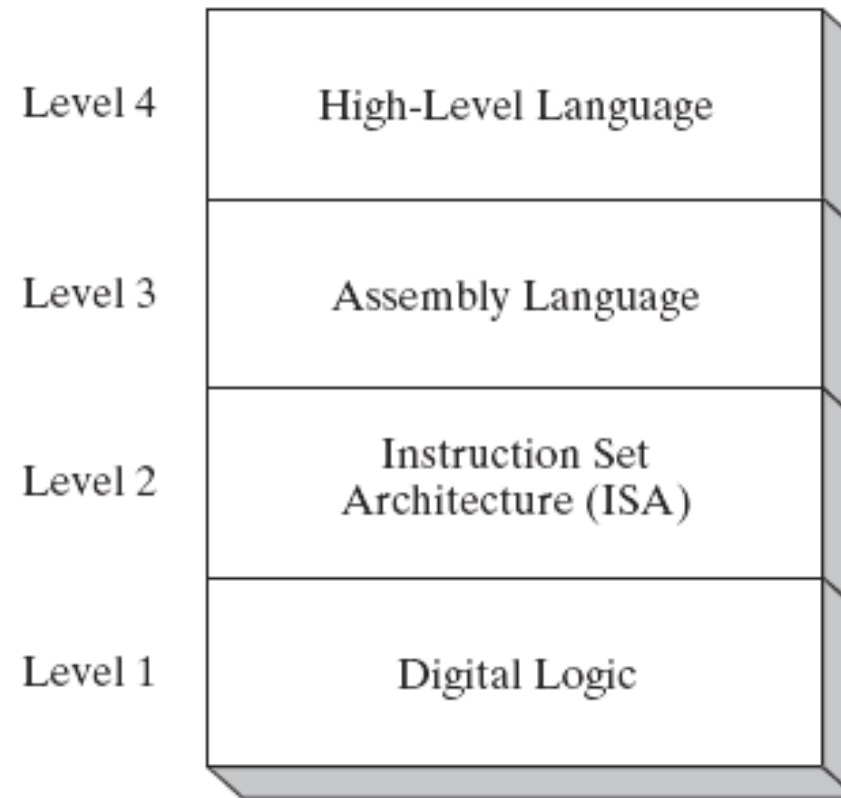 Level 4
High-Level Language
Level 3
Assembly Language
Level 2
Instruction Set
Architecture (ISA)
Level 1
Digital Logic